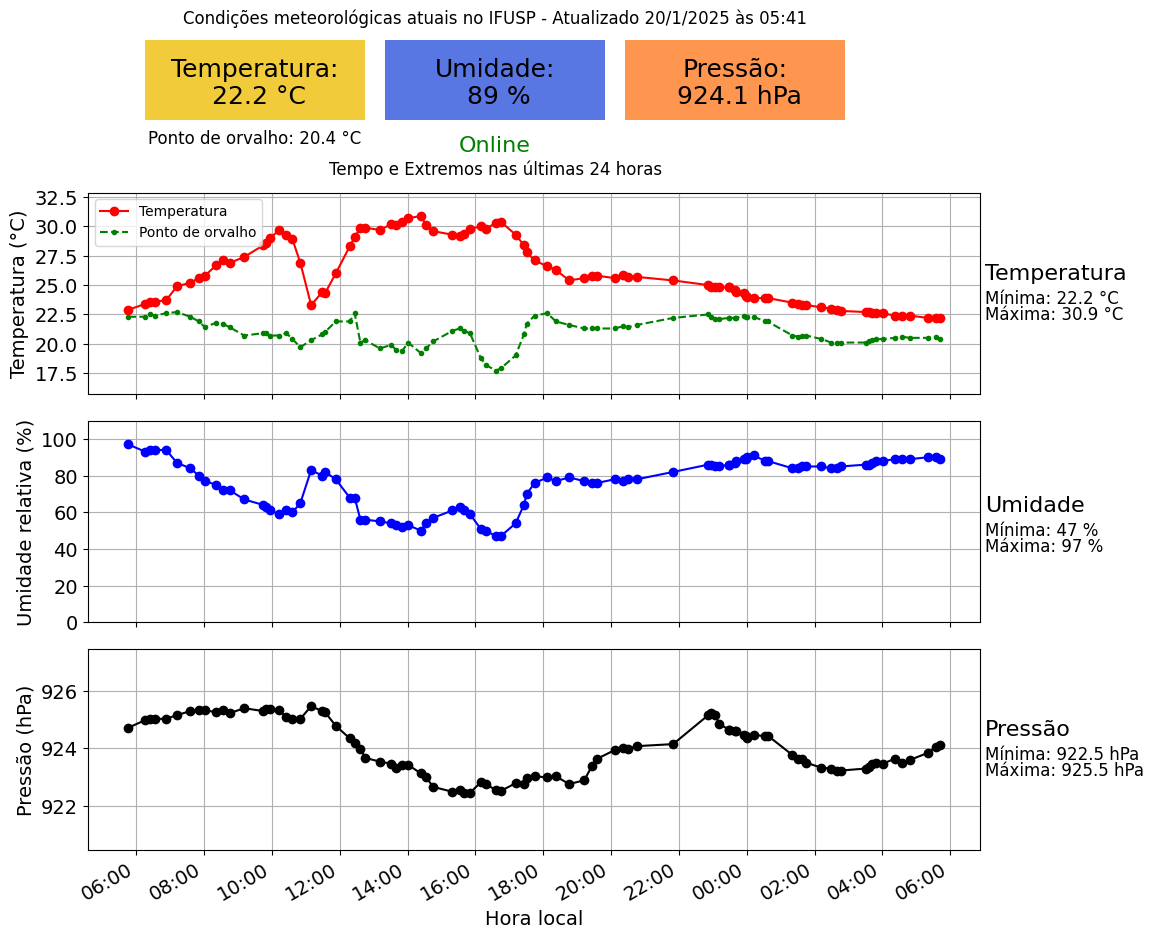 Condições meteorológicas atuais no IFUSP - Atualizado 20/1/2025 às 05:41
Temperatura:
22.2 °C
Umidade:
89 %
Pressão:
924.1 hPa
Ponto de orvalho: 20.4 °C
Online
Tempo e Extremos nas últimas 24 horas
Temperatura (°C)
32.5
30.0
27.5
25.0
22.5
20.0
17.5
Temperatura
Ponto de orvalho
Temperatura
Mínima: 22.2 °C
Máxima: 30.9 °C
Umidade relativa (%)
100
80
60
40
20
0
Umidade
Mínima: 47 %
Máxima: 97 %
Pressão (hPa)
926
924
922
Pressão
Mínima: 922.5 hPa
Máxima: 925.5 hPa
06:00 08:00 10:00 12:00 14:00 16:00 18:00 20:00 22:00 00:00 02:00 04:00 06:00
Hora local